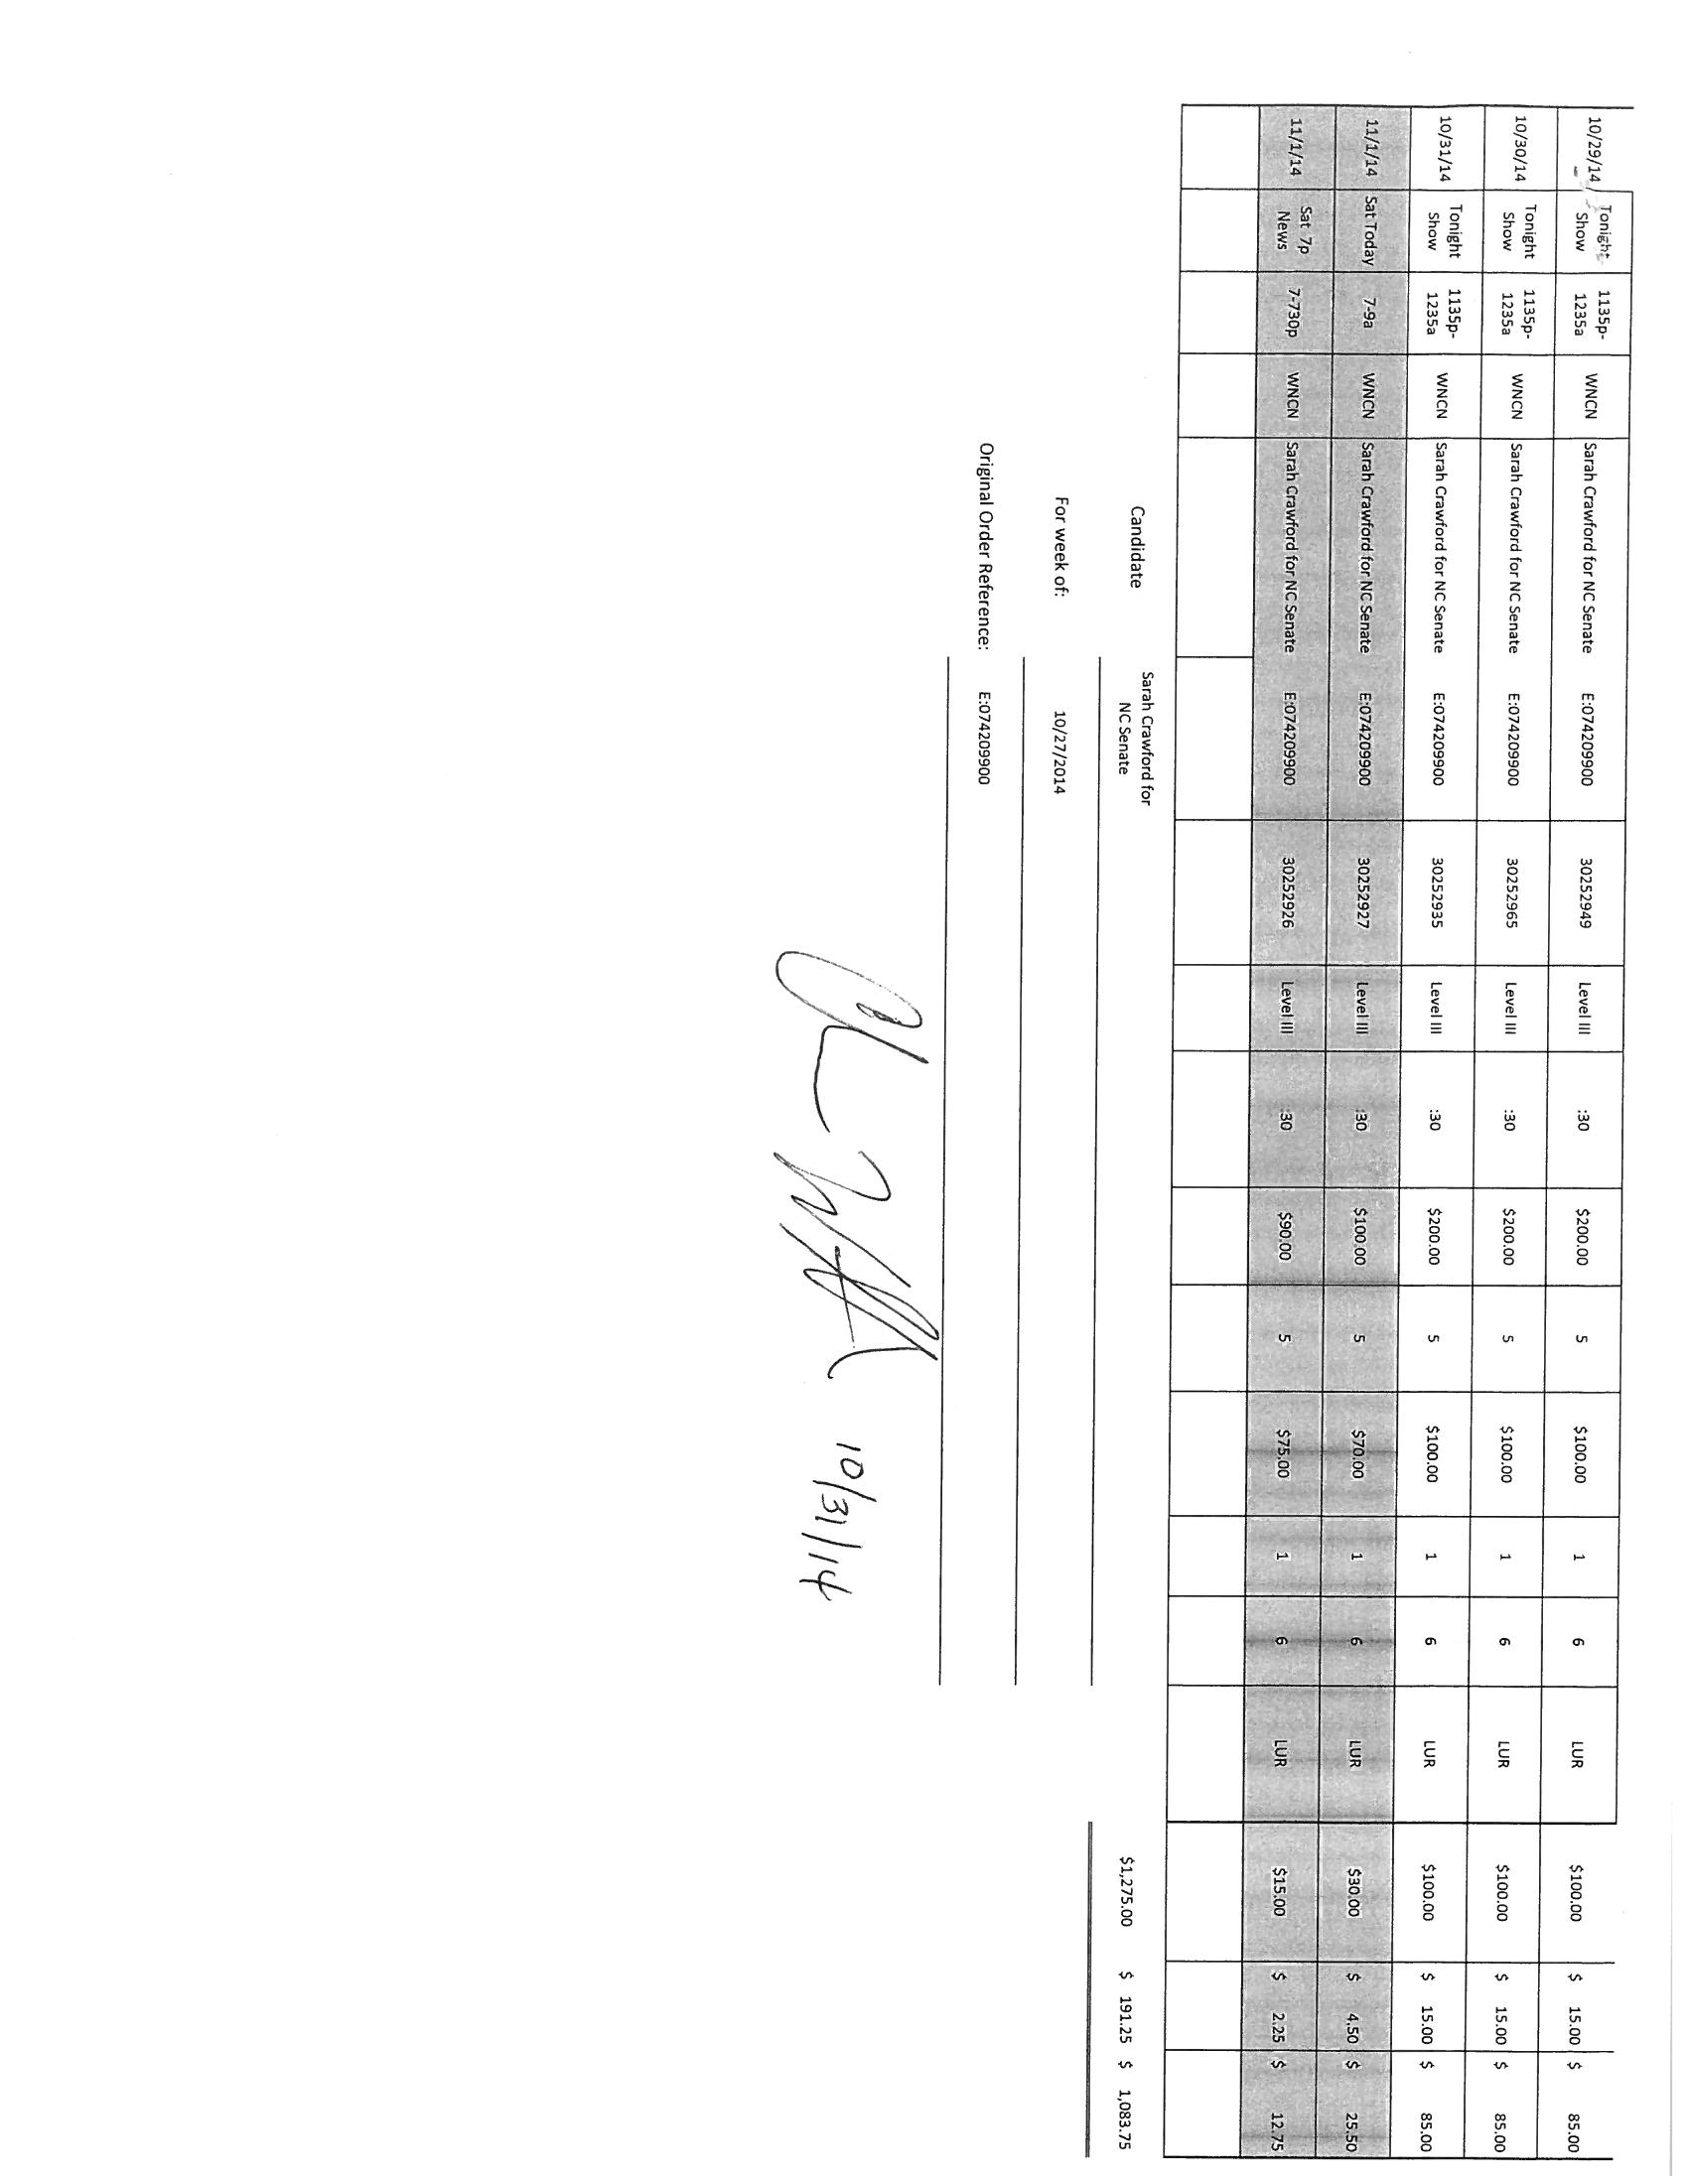 10/29/14 Tonight Show 1135p-1235a WNCN Sarah Crawford for NC Senate E:074209900 30252949 Level III :30 $200.00 5 $100.00 1 6 LUR $100.00 $ 15.00 $ 85.00
10/30/14 Tonight Show 1135p-1235a WNCN Sarah Crawford for NC Senate E:074209900 30252965 Level III :30 $200.00 5 $100.00 1 6 LUR $100.00 $ 15.00 $ 85.00
10/31/14 Tonight Show 1135p-1235a WNCN Sarah Crawford for NC Senate E:074209900 30252935 Level III :30 $200.00 5 $100.00 1 6 LUR $100.00 $ 15.00 $ 85.00
11/1/14 Sat Today 7-9a WNCN Sarah Crawford for NC Senate E:074209900 30252927 Level III :30 $100.00 5 $70.00 1 6 LUR $30.00 $ 4.50 $ 25.50
11/1/14 Sat 7p News 7-730p WNCN Sarah Crawford for NC Senate E:074209900 30252926 Level III :30 $90.00 5 $75.00 1 6 LUR $15.00 $ 2.25 $ 12.75
Candidate Sarah Crawford for NC Senate $1,275.00 $ 191.25 $ 1,083.75
For week of: 10/27/2014
Original Order Reference: E:074209900
10/31/14